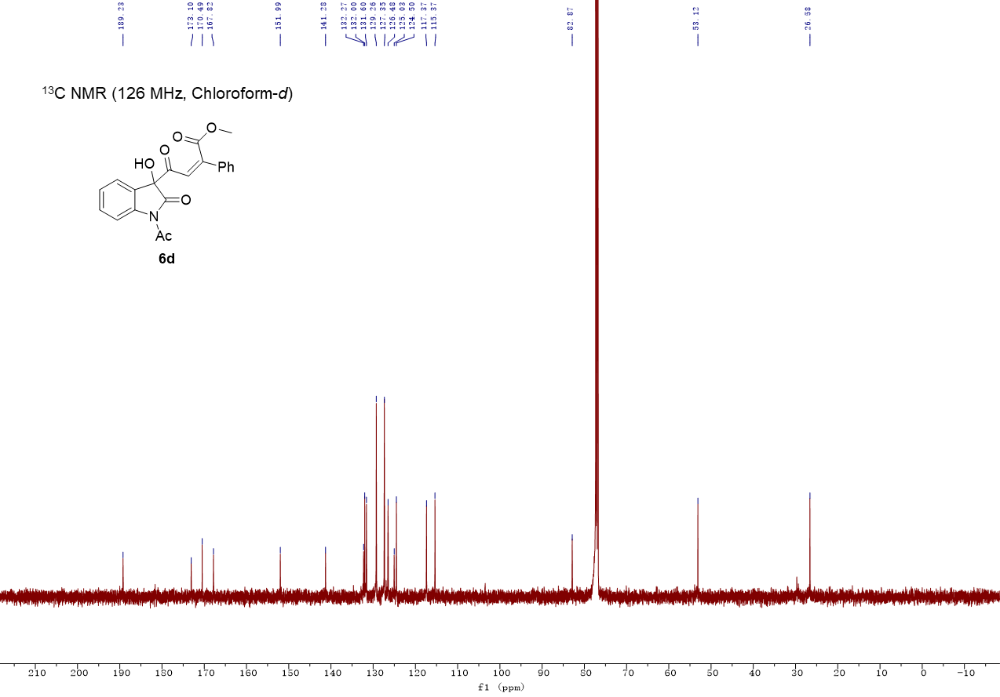 189.23
173.10
170.49
167.82
151.99
141.28
132.27
132.00
131.60
129.26
127.35
126.48
125.03
124.50
117.37
115.37
82.87
53.12
26.58
13C NMR (126 MHz, Chloroform-d)
O
O
O
HO
Ph
O
N
Ac
6d
210 200 190 180 170 160 150 140 130 120 110 100 90 80 70 60 50 40 30 20 10 0 -10
f1 (ppm)